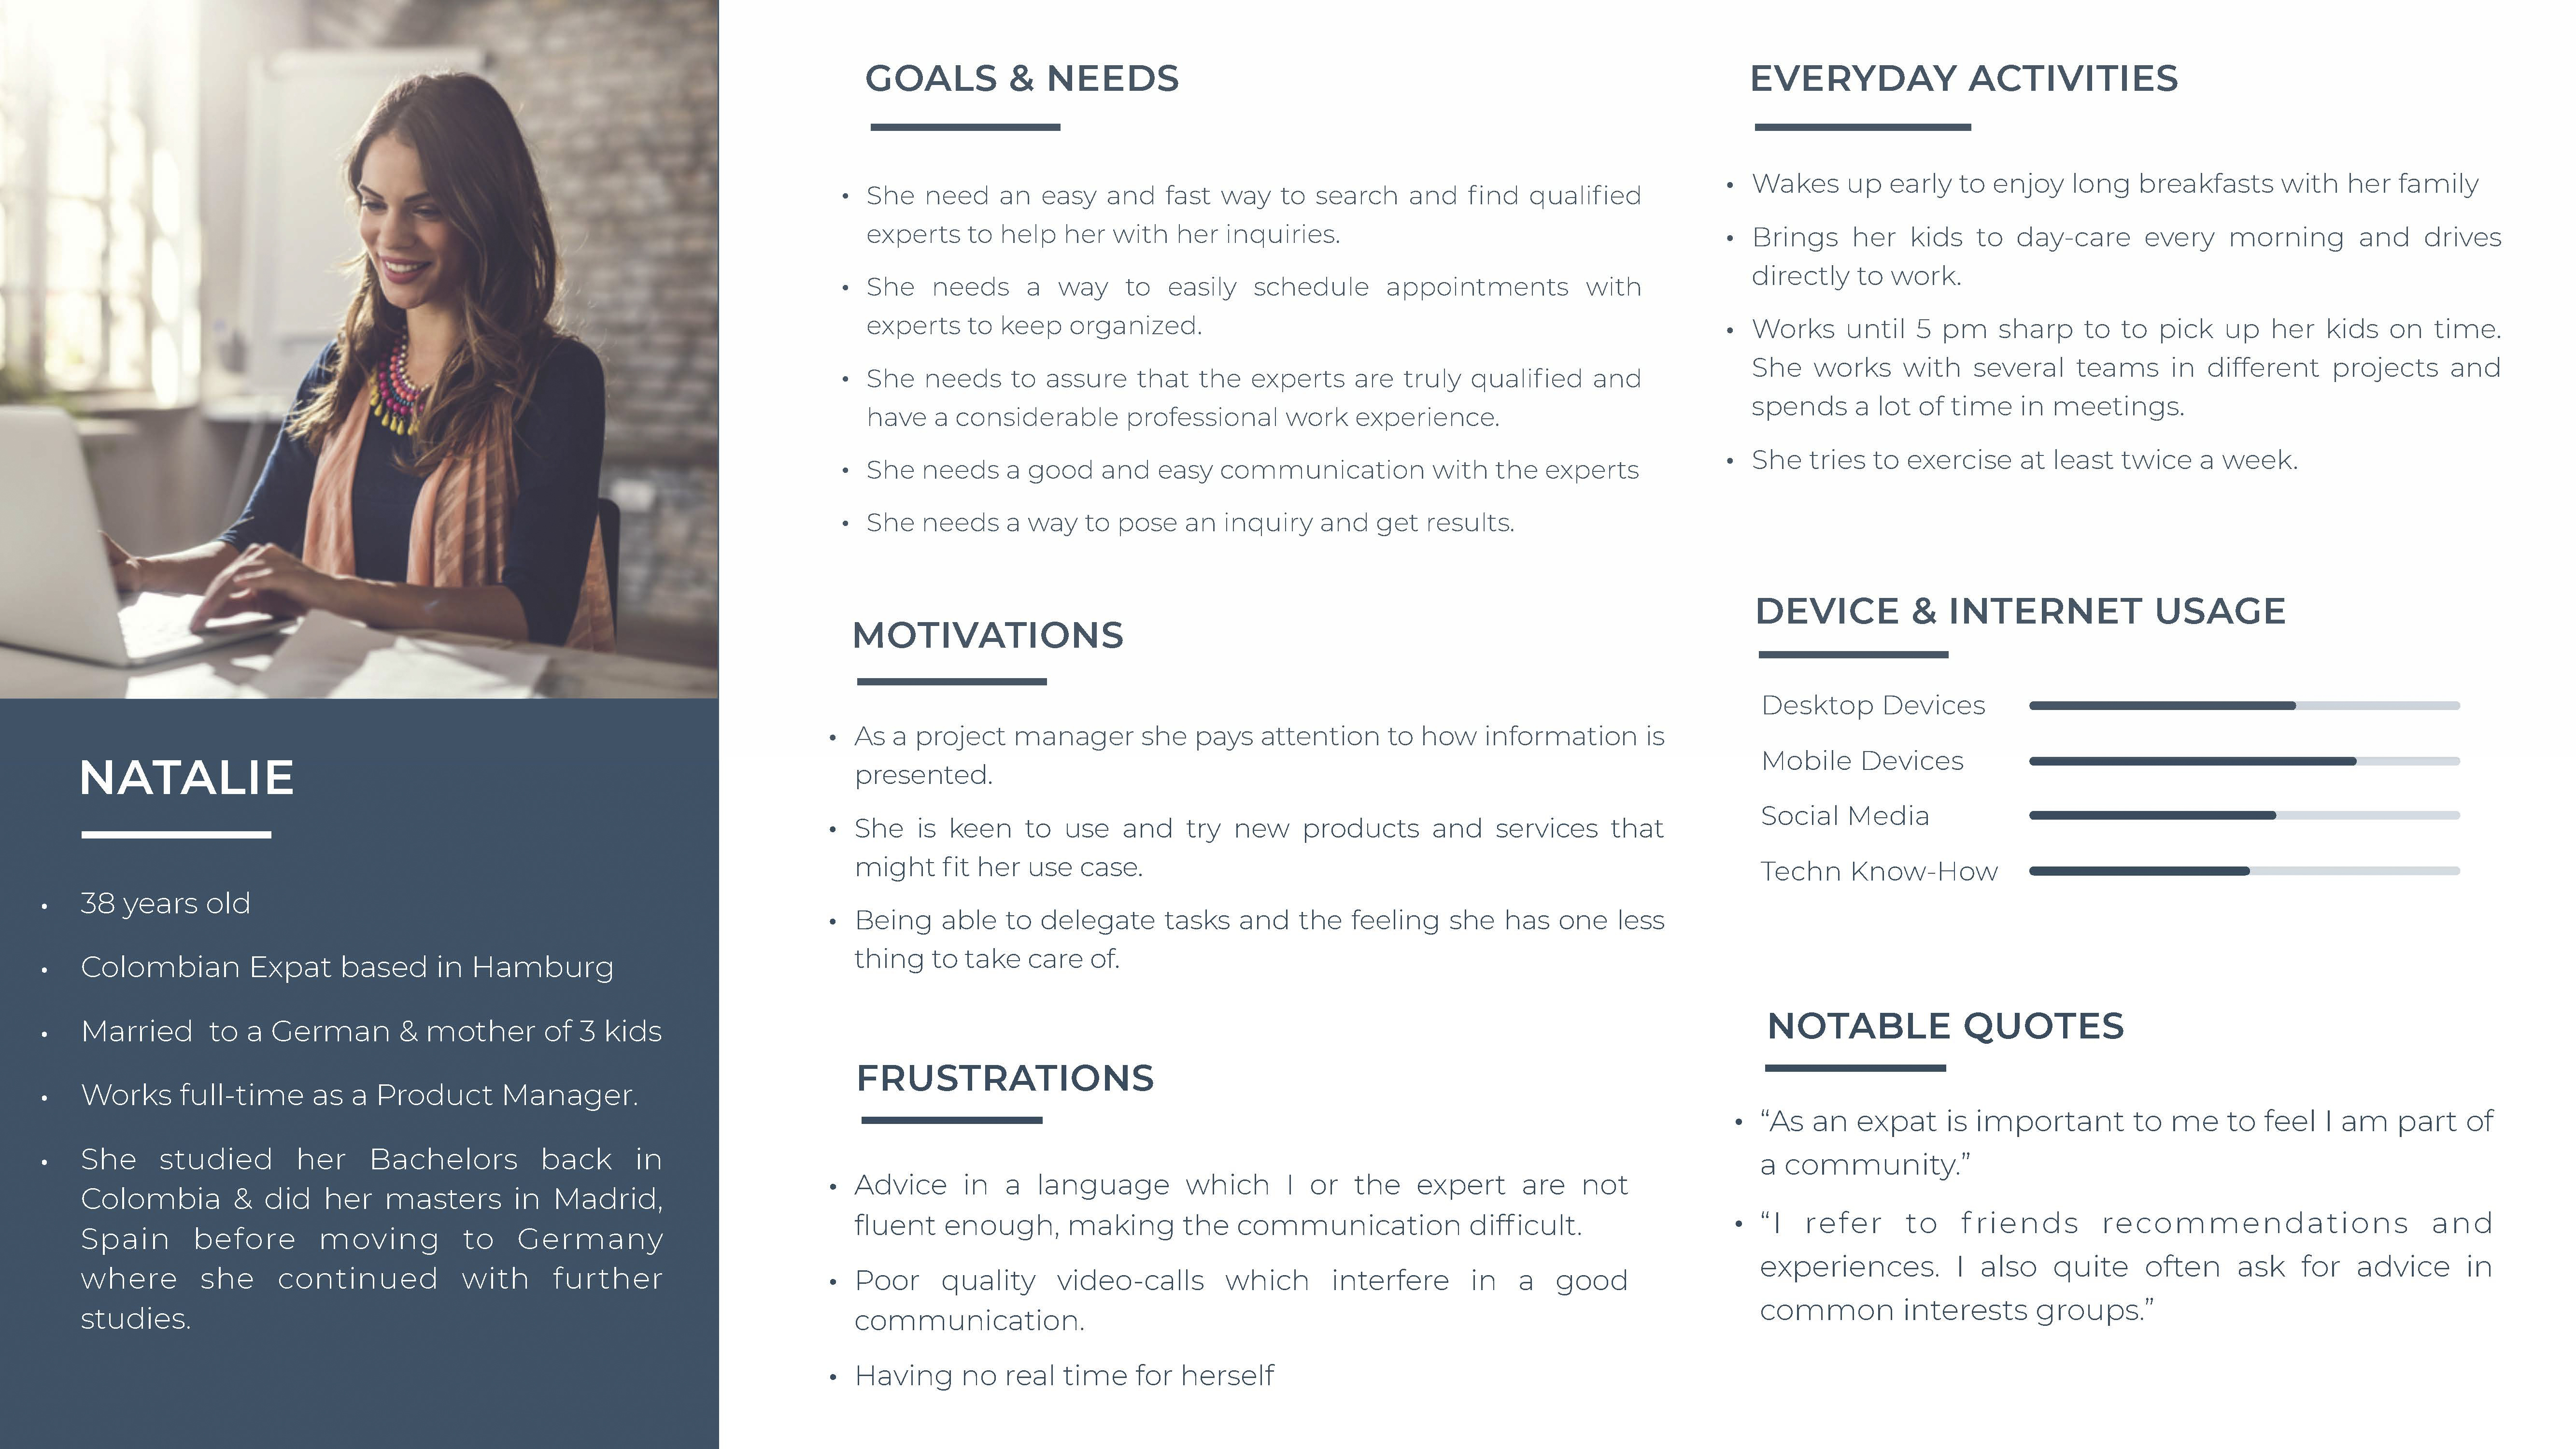 NATALIE
38 years old
Colombian Expat based in Hamburg
Married to a German & mother of 3 kids
Works full-time as a Product Manager.
She studied her Bachelors back in
Colombia & did her masters in Madrid,
Spain before moving to Germany
where she continued with further
studies.
GOALS & NEEDS
• She need an easy and fast way to search and find qualified
experts to help her with her inquiries.
• She needs a way to easily schedule appointments with
experts to keep organized.
• She needs to assure that the experts are truly qualified and
have a considerable professional work experience.
• She needs a good and easy communication with the experts
• She needs a way to pose an inquiry and get results.
MOTIVATIONS
• As a project manager she pays attention to how information is
presented.
• She is keen to use and try new products and services that
might fit her use case.
• Being able to delegate tasks and the feeling she has one less
thing to take care of.
FRUSTRATIONS
• Advice in a language which I or the expert are not
fluent enough, making the communication difficult.
• Poor quality video-calls which interfere in a good
communication.
• Having no real time for herself
EVERYDAY ACTIVITIES
• Wakes up early to enjoy long breakfasts with her family
• Brings her kids to day-care every morning and drives
directly to work.
• Works until 5 pm sharp to to pick up her kids on time.
She works with several teams in different projects and
spends a lot of time in meetings.
• She tries to exercise at least twice a week.
DEVICE & INTERNET USAGE
Desktop Devices
Mobile Devices
Social Media
Techn Know-How
NOTABLE QUOTES
• “As an expat is important to me to feel I am part of
a community.”
• “I refer to friends recommendations and
experiences. I also quite often ask for advice in
common interests groups.”